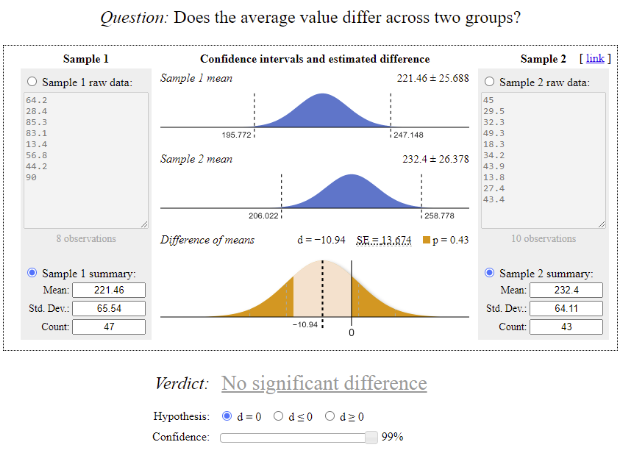 Question: Does the average value differ across two groups?
Sample 1
Confidence intervals and estimated difference
Sample 2 [ link ]
Sample 1 raw data:
64.2
28.4
85.3
83.1
13.4
56.8
44.2
90
8 observations
Sample 1 summary:
Mean: 221.46
Std. Dev.: 65.54
Count: 47
Sample 1 mean 221.46 ± 25.688
195.772 247.148
Sample 2 mean 232.4 ± 26.378
206.022 258.778
Difference of means d = −10.94 SE = 13.674 p = 0.43
−10.94 0
Sample 2 raw data:
45
29.5
32.3
49.3
18.3
34.2
43.9
13.8
27.4
43.4
10 observations
Sample 2 summary:
Mean: 232.4
Std. Dev.: 64.11
Count: 43
Verdict: No significant difference
Hypothesis: d = 0 d ≤ 0 d ≥ 0
Confidence: 99%